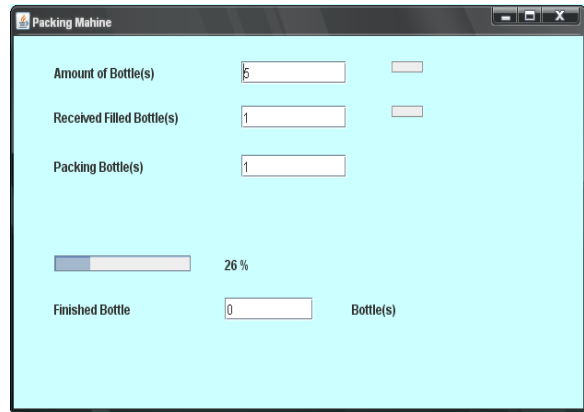 Packing Mahine
Amount of Bottle(s) 5
Received Filled Bottle(s) 1
Packing Bottle(s) 1
26 %
Finished Bottle 0 Bottle(s)